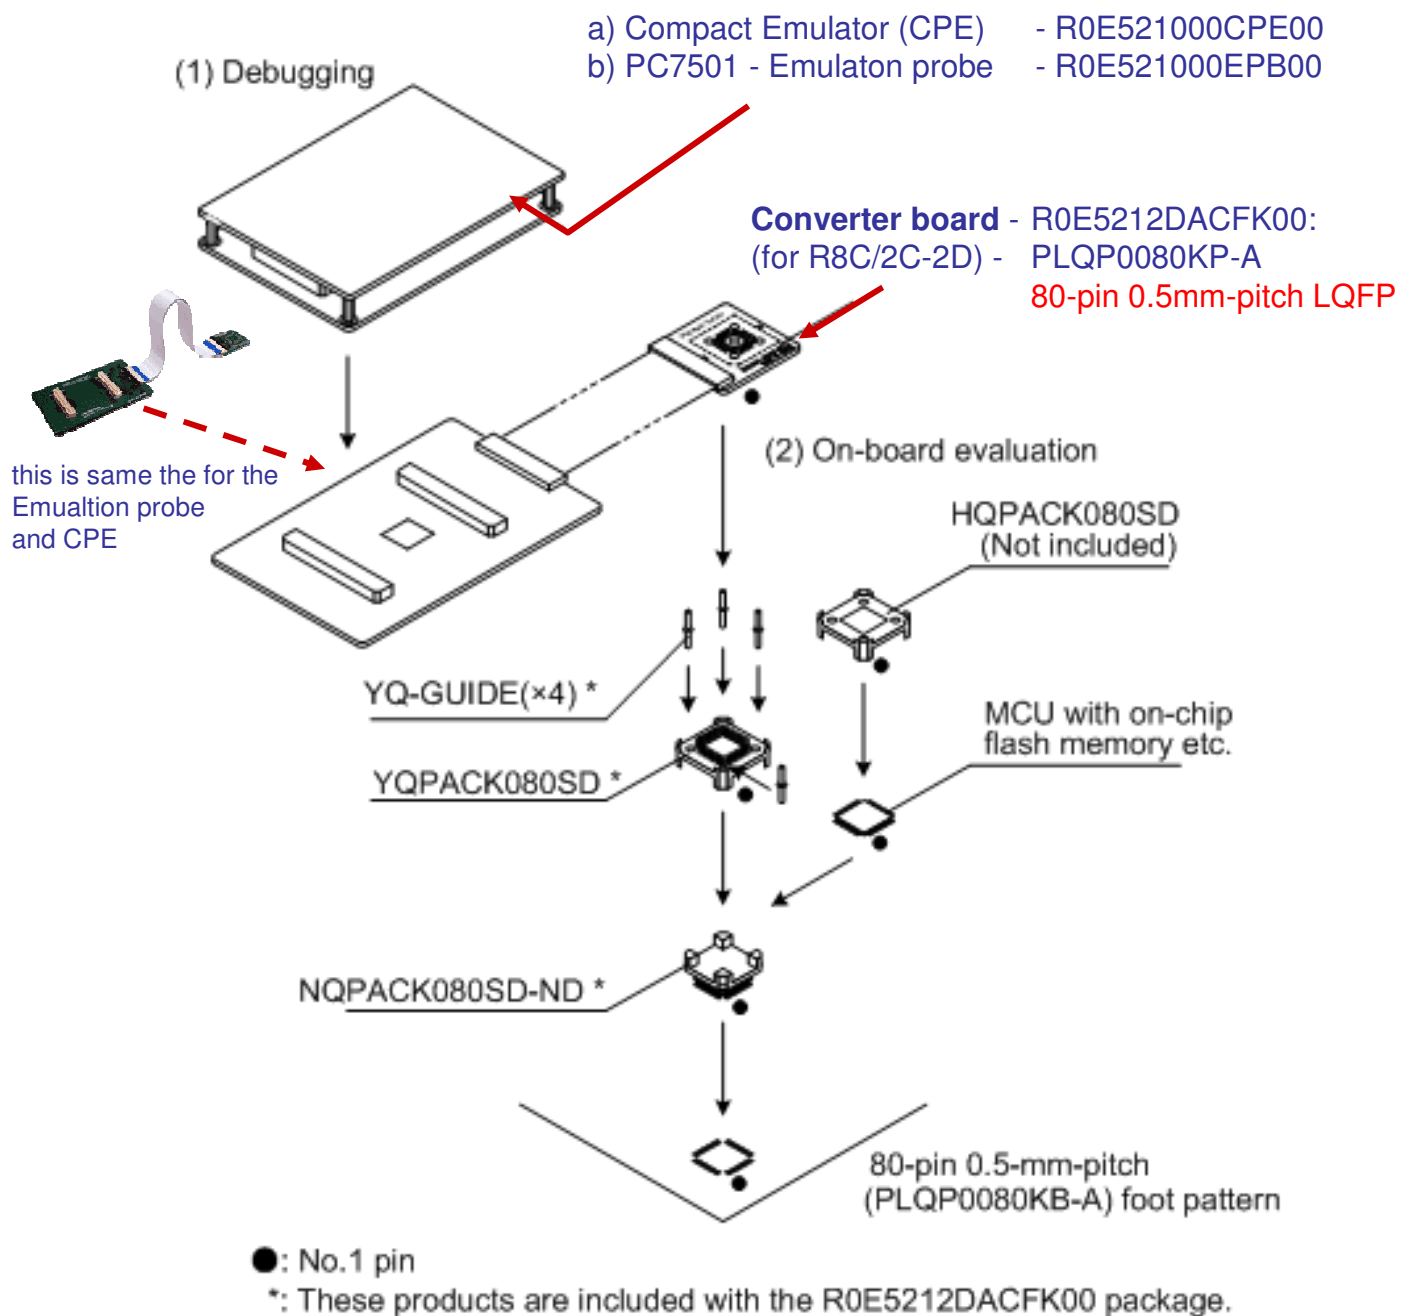 a) Compact Emulator (CPE) - R0E521000CPE00
b) PC7501 - Emulaton probe - R0E521000EPB00
(1) Debugging
Converter board - R0E5212DACFK00:
(for R8C/2C-2D) - PLQP0080KP-A
80-pin 0.5mm-pitch LQFP
this is same the for the
Emualtion probe
and CPE
(2) On-board evaluation
HQPACK080SD
(Not included)
YQ-GUIDE(×4) *
MCU with on-chip
flash memory etc.
YQPACK080SD *
NQPACK080SD-ND *
80-pin 0.5-mm-pitch
(PLQP0080KB-A) foot pattern
●: No.1 pin
*: These products are included with the R0E5212DACFK00 package.